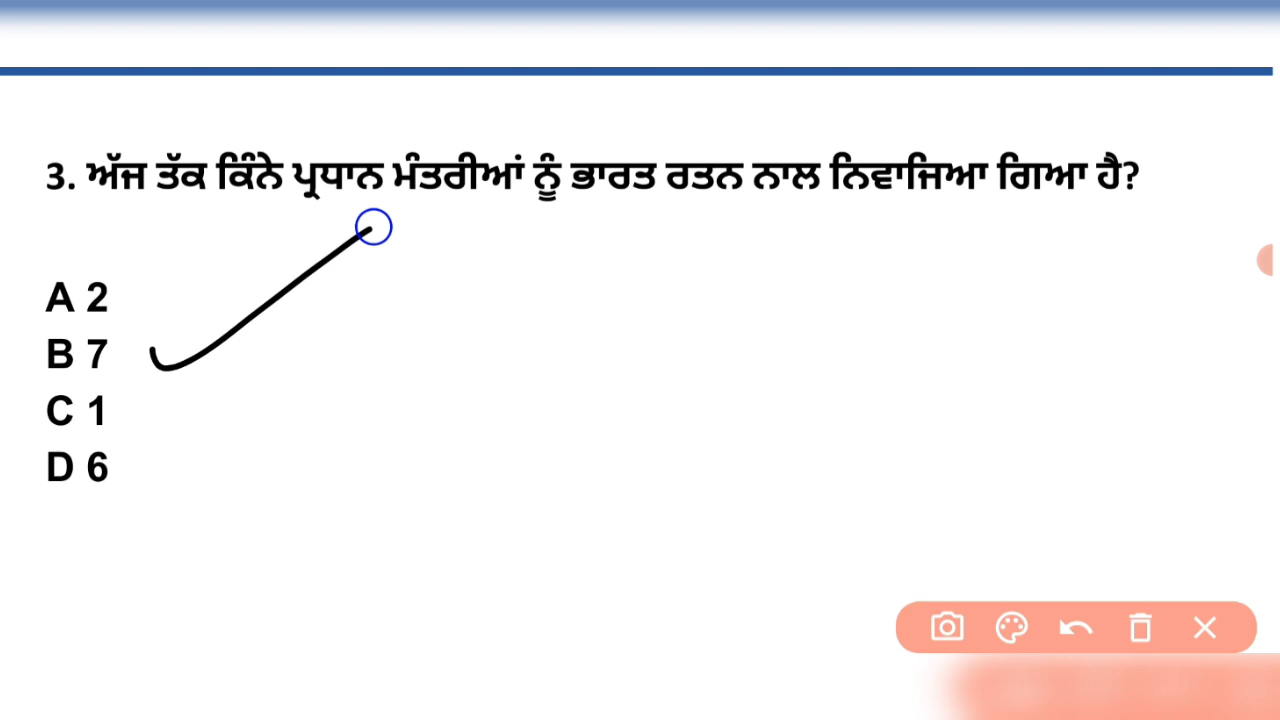 3. ਅੱਜ ਤੱਕ ਕਿੰਨੇ ਪ੍ਰਧਾਨ ਮੰਤਰੀਆਂ ਨੂੰ ਭਾਰਤ ਰਤਨ ਨਾਲ ਨਿਵਾਜਿਆ ਗਿਆ ਹੈ?
A 2
B 7
C 1
D 6